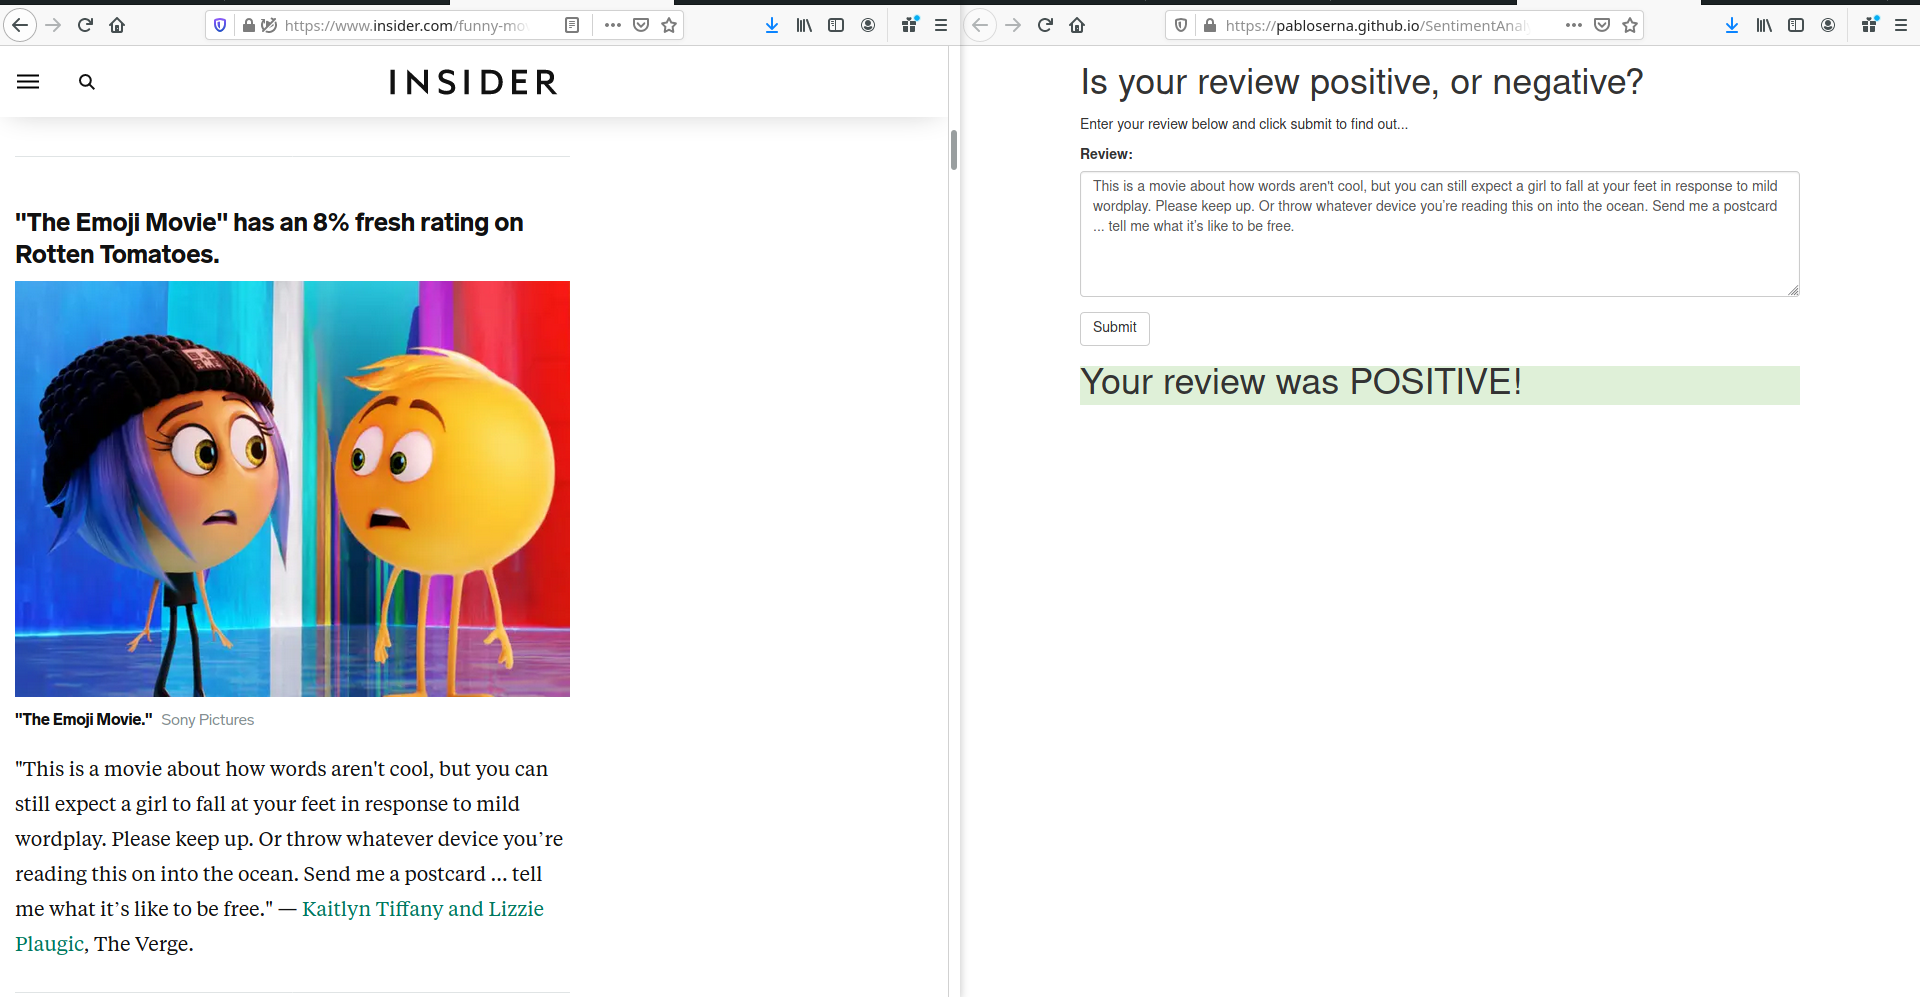 https://www.insider.com/funny-mo
INSIDER
"The Emoji Movie" has an 8% fresh rating on
Rotten Tomatoes.
"The Emoji Movie." Sony Pictures
"This is a movie about how words aren't cool, but you can
still expect a girl to fall at your feet in response to mild
wordplay. Please keep up. Or throw whatever device you’re
reading this on into the ocean. Send me a postcard ... tell
me what it’s like to be free." — Kaitlyn Tiffany and Lizzie
Plaugic, The Verge.
https://pabloserna.github.io/SentimentAnal
Is your review positive, or negative?
Enter your review below and click submit to find out...
Review:
This is a movie about how words aren't cool, but you can still expect a girl to fall at your feet in response to mild
wordplay. Please keep up. Or throw whatever device you’re reading this on into the ocean. Send me a postcard
... tell me what it’s like to be free.
Submit
Your review was POSITIVE!